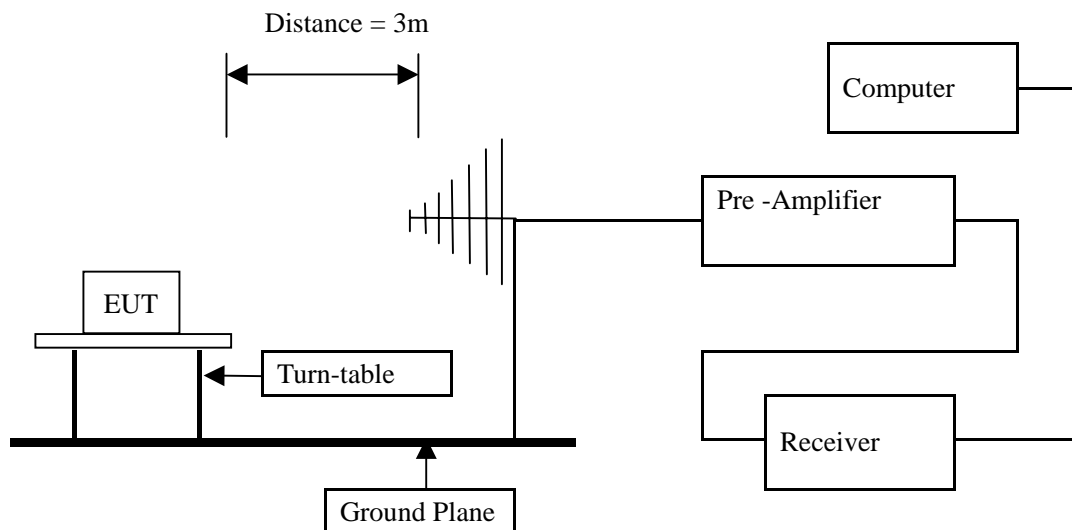 Distance = 3m
Computer
Pre -Amplifier
EUT
Turn-table
Receiver
Ground Plane